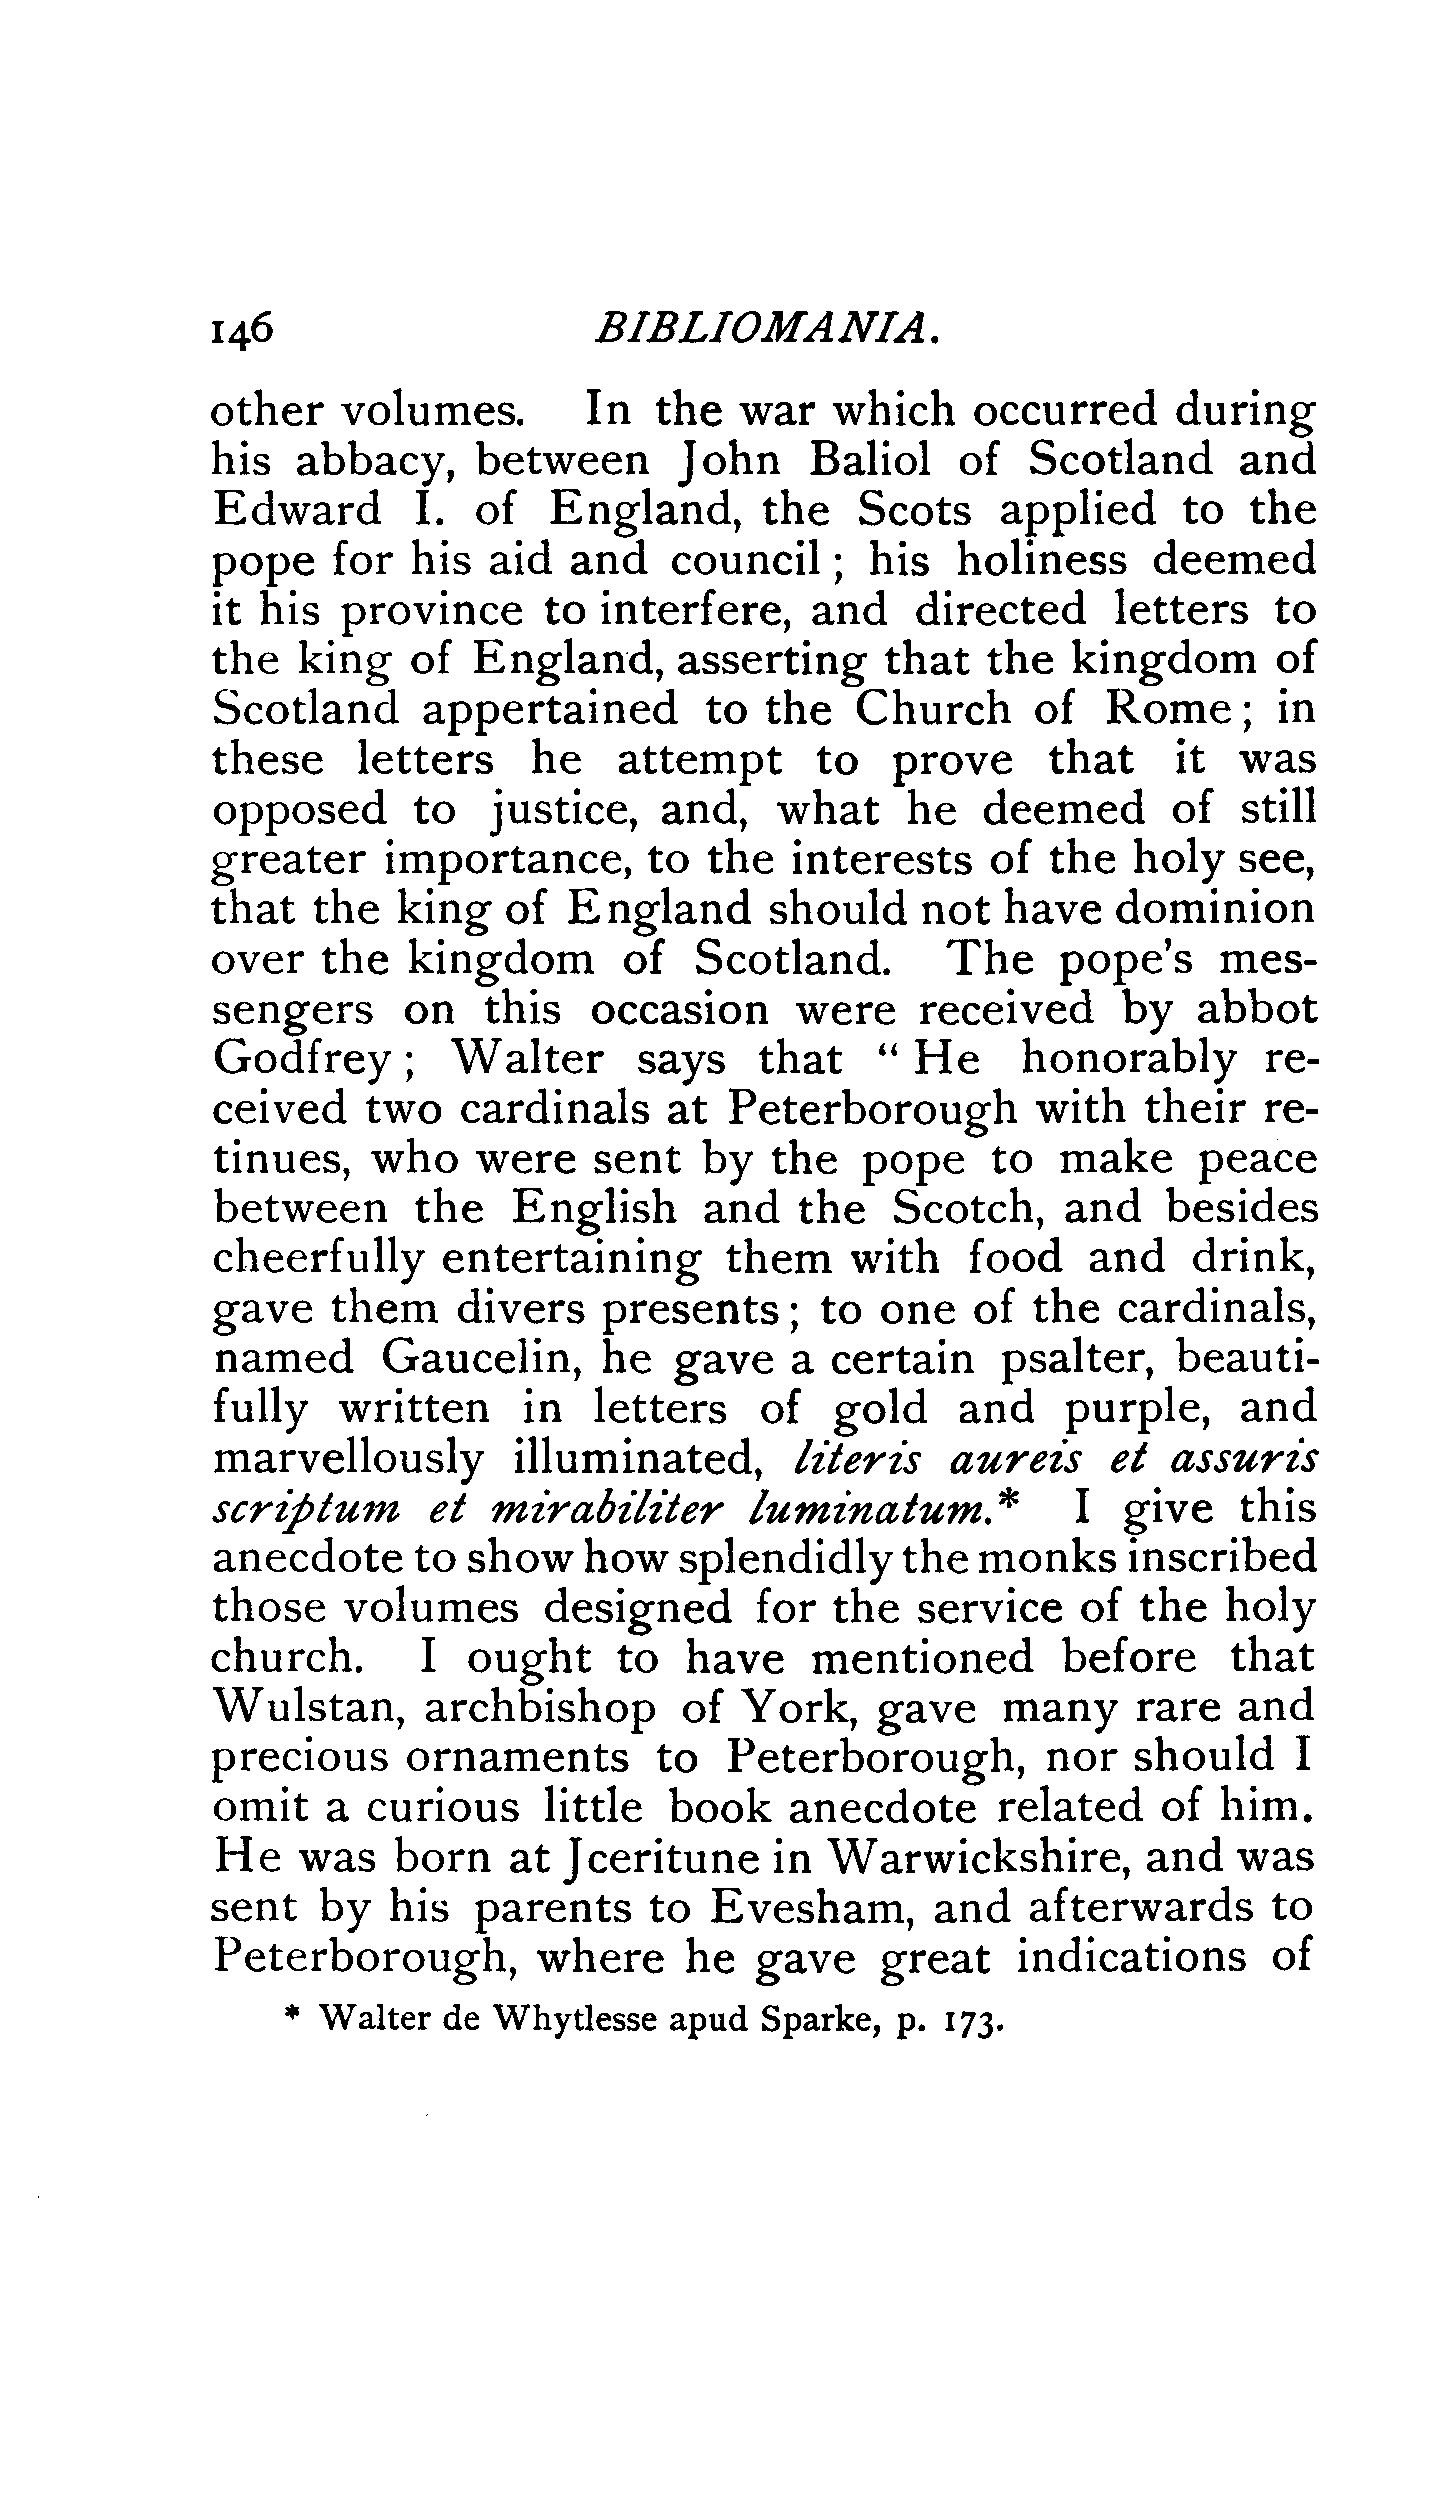 146 BIBLIOMANIA.
other volumes. In the war which occurred during
his abbacy, between John Baliol of Scotland and
Edward I. of England, the Scots applied to the
pope for his aid and council ; his holiness deemed
it his province to interfere, and directed letters to
the king of England, asserting that the kingdom of
Scotland appertained to the Church of Rome ; in
these letters he attempt to prove that it was
opposed to justice, and, what he deemed of still
greater importance, to the interests of the holy see,
that the king of England should not have dominion
over the kingdom of Scotland. The pope's mes-
sengers on this occasion were received by abbot
Godfrey ; Walter says that " He honorably re-
ceived two cardinals at Peterborough with their re-
tinues, who were sent by the pope to make peace
between the English and the Scotch, and besides
cheerfully entertaining them with food and drink,
gave them divers presents ; to one of the cardinals,
named Gaucelin, he gave a certain psalter, beauti-
fully written in letters of gold and purple, and
marvellously illuminated, literis aureis et assuris
scriptum et mirabiliter luminatum.* I give this
anecdote to show how splendidly the monks inscribed
those volumes designed for the service of the holy
church. I ought to have mentioned before that
Wulstan, archbishop of York, gave many rare and
precious ornaments to Peterborough, nor should I
omit a curious little book anecdote related of him.
He was born at Jceritune in Warwickshire, and was
sent by his parents to Evesham, and afterwards to
Peterborough, where he gave great indications of
* Walter de Whytlesse apud Sparke, p. 173.